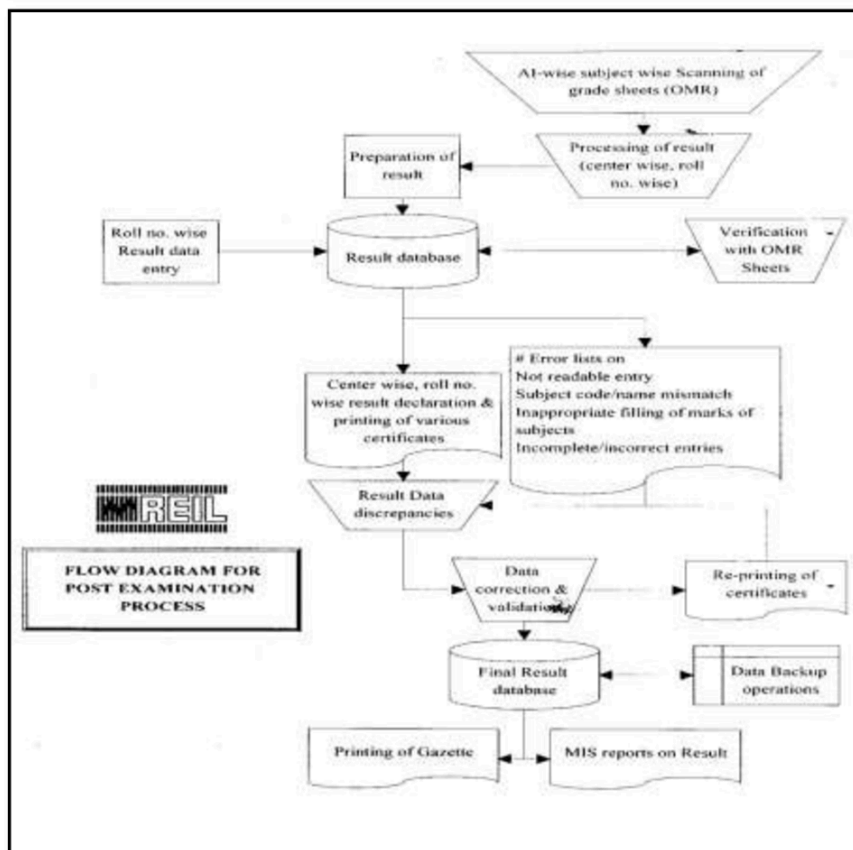 AI-wise subject wise Scanning of
grade sheets (OMR)
Preparation of
result
Processing of result
(center wise, roll
no. wise)
Roll no. wise
Result data
entry
Result database
Verification
with OMR
Sheets
Center wise, roll no.
wise result declaration &
printing of various
certificates
# Error lists on
Not readable entry
Subject code/name mismatch
Inappropriate filling of marks of
subjects
Incomplete/incorrect entries
REIL
Result Data
discrepancies
FLOW DIAGRAM FOR
POST EXAMINATION
PROCESS
Data
correction &
validation
Re-printing of
certificates
Final Result
database
Data Backup
operations
Printing of Gazette
MIS reports on Result